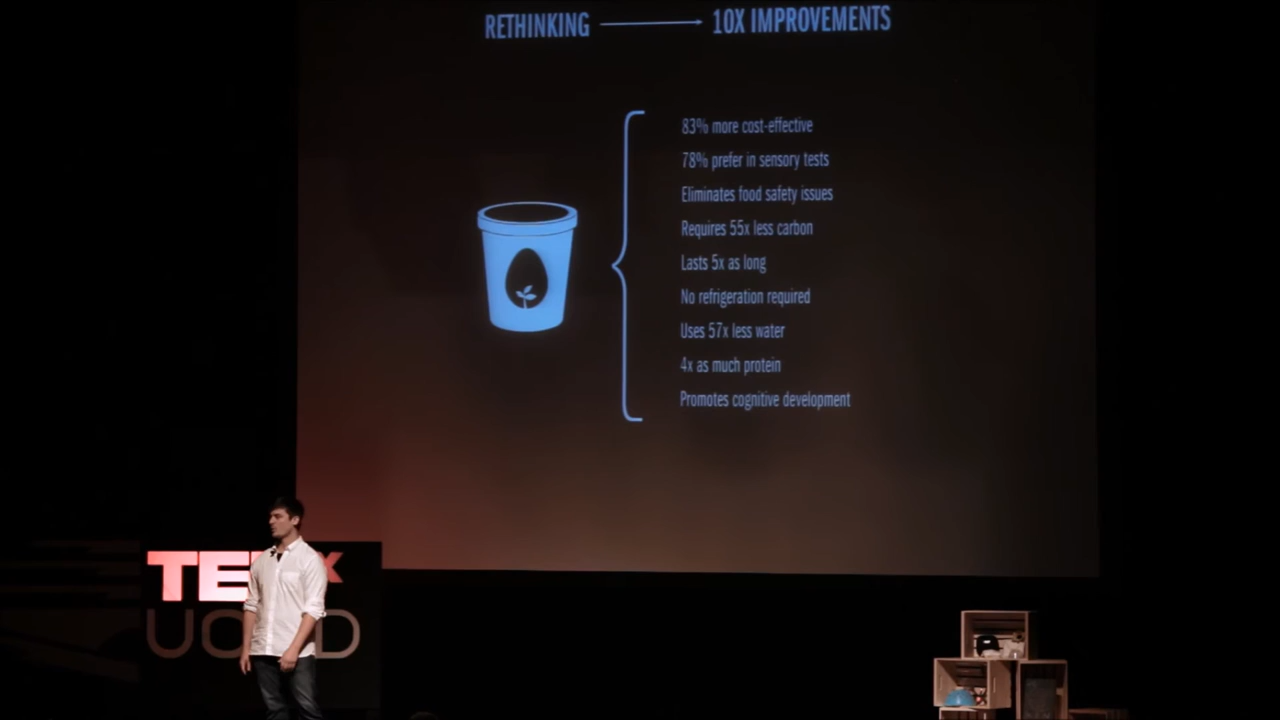 RETHINKING → 10X IMPROVEMENTS
83% more cost-effective
78% prefer in sensory tests
Eliminates food safety issues
Requires 55x less carbon
Lasts 5x as long
No refrigeration required
Uses 57x less water
4x as much protein
Promotes cognitive development